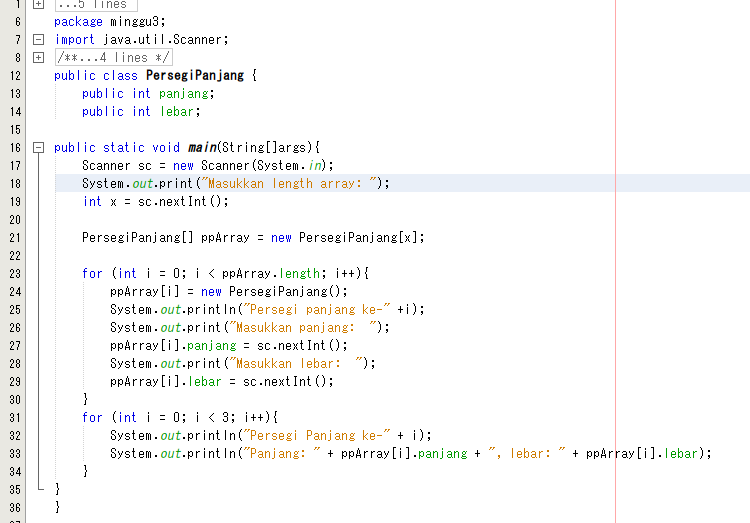 1 ...5 lines
6 package minggu3;
7 import java.util.Scanner;
8 /**...4 lines */
12 public class PersegiPanjang {
13 public int panjang;
14 public int lebar;
15
16 public static void main(String[]args){
17 Scanner sc = new Scanner(System.in);
18 System.out.print("Masukkan length array: ");
19 int x = sc.nextInt();
20
21 PersegiPanjang[] ppArray = new PersegiPanjang[x];
22
23 for (int i = 0; i < ppArray.length; i++){
24 ppArray[i] = new PersegiPanjang();
25 System.out.println("Persegi panjang ke-" +i);
26 System.out.print("Masukkan panjang:  ");
27 ppArray[i].panjang = sc.nextInt();
28 System.out.print("Masukkan lebar:  ");
29 ppArray[i].lebar = sc.nextInt();
30 }
31 for (int i = 0; i < 3; i++){
32 System.out.println("Persegi Panjang ke-" + i);
33 System.out.println("Panjang: " + ppArray[i].panjang + ", lebar: " + ppArray[i].lebar);
34 }
35 }
36 }